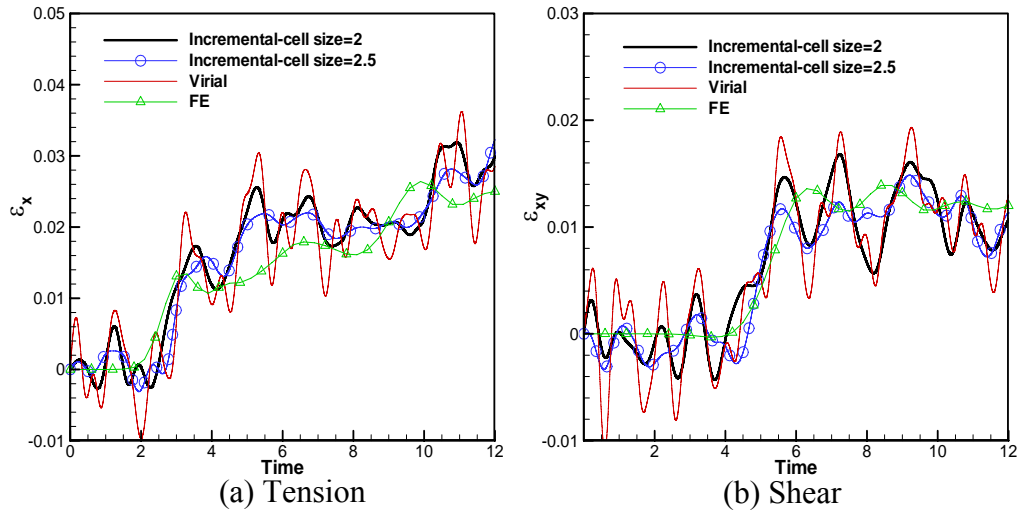 0.05
0.04
0.03
0.02
0.01
0
-0.01
εx
Incremental-cell size=2
Incremental-cell size=2.5
Virial
FE
0 2 4 6 8 10 12
Time
(a) Tension
0.03
0.02
0.01
0
-0.01
εxy
Incremental-cell size=2
Incremental-cell size=2.5
Virial
FE
2 4 6 8 10 12
Time
(b) Shear